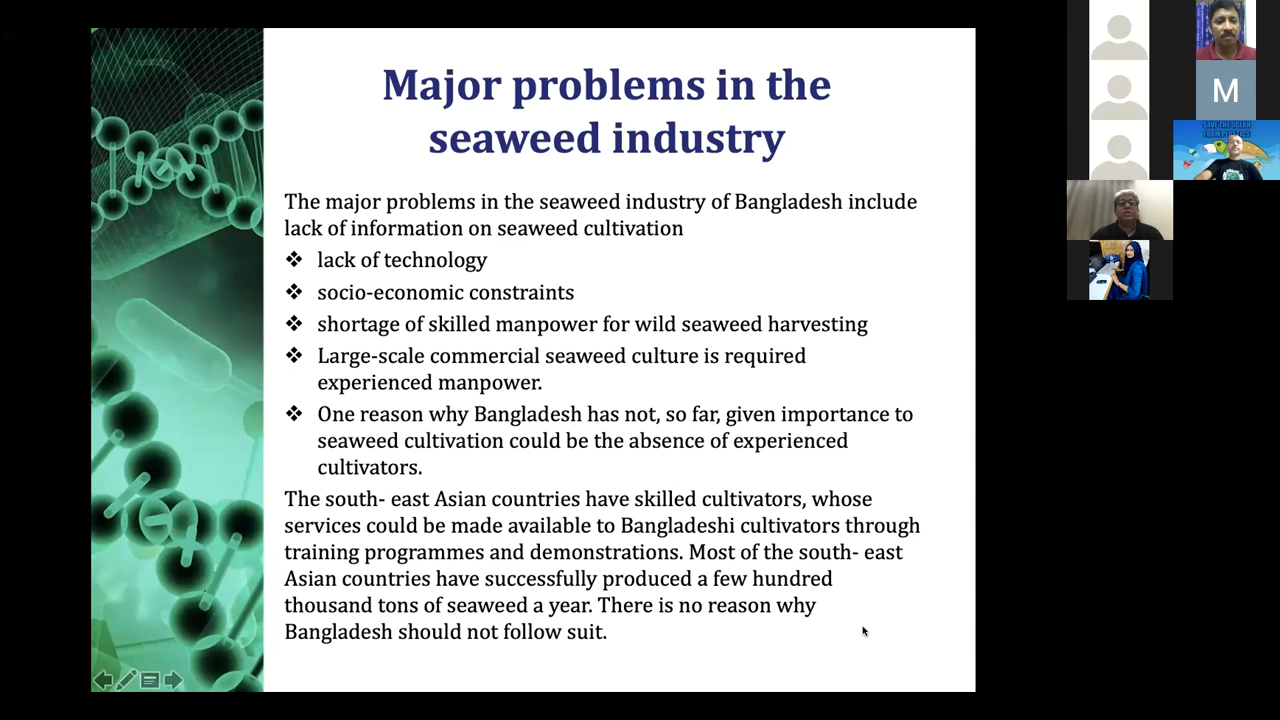 Major problems in the
seaweed industry
The major problems in the seaweed industry of Bangladesh include
lack of information on seaweed cultivation
❖ lack of technology
❖ socio-economic constraints
❖ shortage of skilled manpower for wild seaweed harvesting
❖ Large-scale commercial seaweed culture is required
experienced manpower.
❖ One reason why Bangladesh has not, so far, given importance to
seaweed cultivation could be the absence of experienced
cultivators.
The south- east Asian countries have skilled cultivators, whose
services could be made available to Bangladeshi cultivators through
training programmes and demonstrations. Most of the south- east
Asian countries have successfully produced a few hundred
thousand tons of seaweed a year. There is no reason why
Bangladesh should not follow suit.
M
SAVE THE OCEAN
FROM PLASTICS